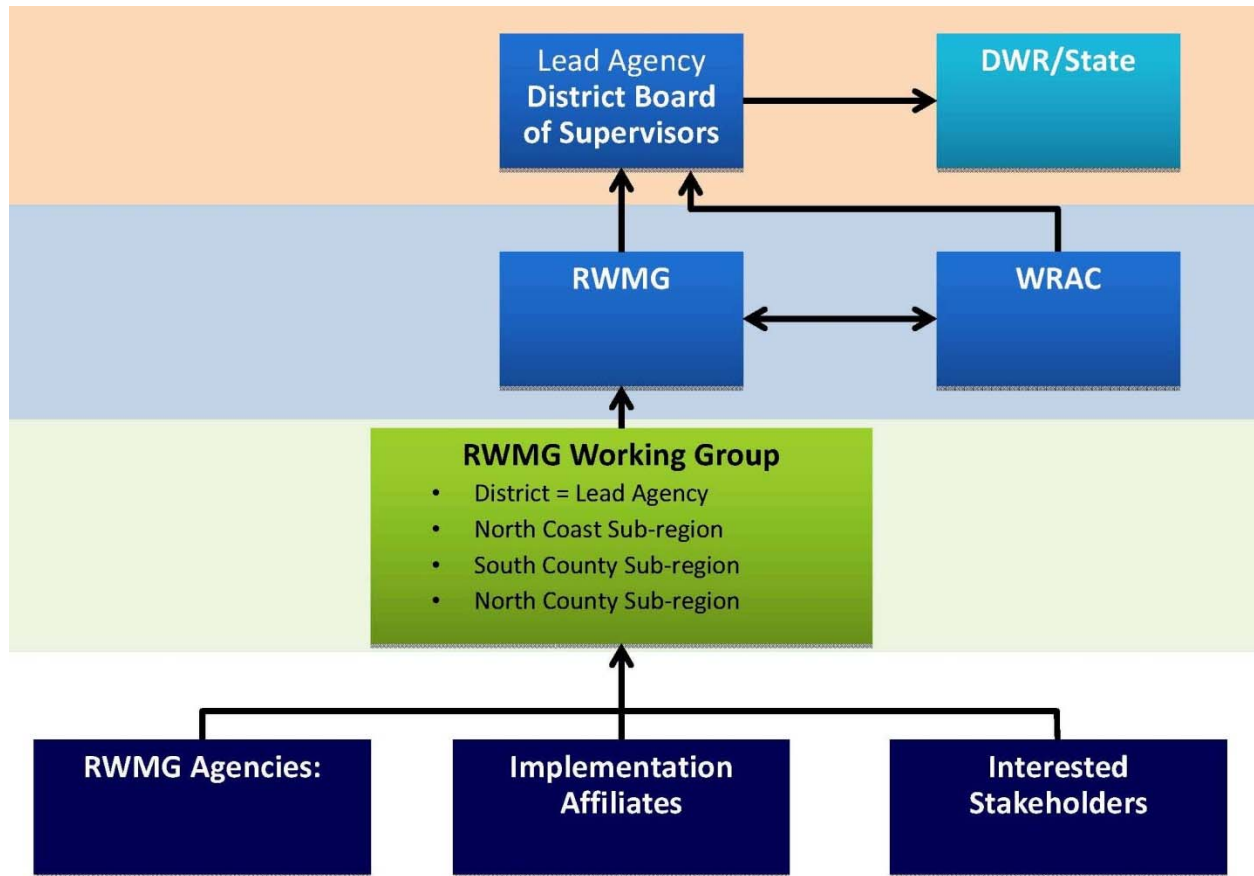 Lead Agency
District Board
of Supervisors
DWR/State
RWMG
WRAC
RWMG Working Group
• District = Lead Agency
• North Coast Sub-region
• South County Sub-region
• North County Sub-region
RWMG Agencies:
Implementation
Affiliates
Interested
Stakeholders